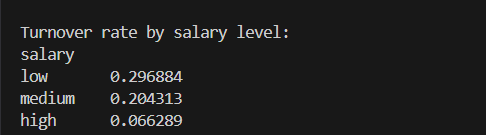 Turnover rate by salary level:
salary
low       0.296884
medium    0.204313
high      0.066289